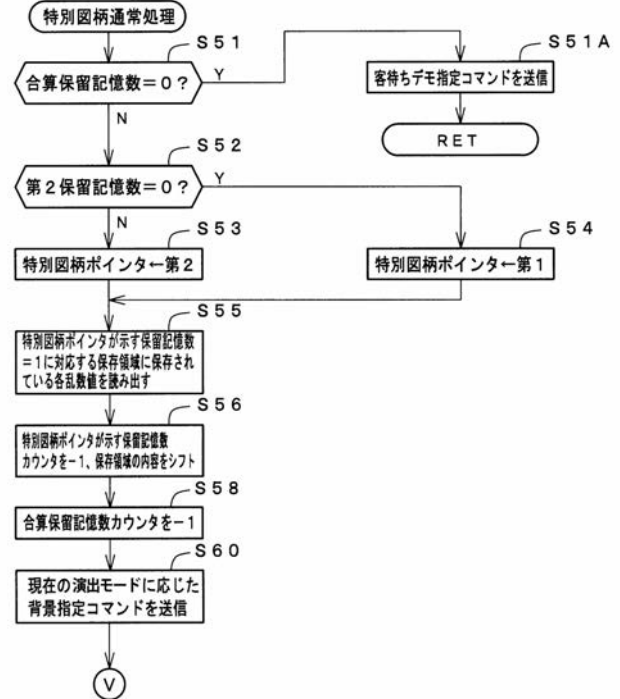 特別図柄通常処理
S51
合算保留記憶数=0?
Y
S51A
客待ちデモ指定コマンドを送信
N
RET
S52
第2保留記憶数=0?
Y
N
S53
特別図柄ポインタ←第2
S54
特別図柄ポインタ←第1
S55
特別図柄ポインタが示す保留記憶数
=1に対応する保存領域に保存され
ている各乱数値を読み出す
S56
特別図柄ポインタが示す保留記憶数
カウンタを−1、保存領域の内容をシフト
S58
合算保留記憶数カウンタを−1
S60
現在の演出モードに応じた
背景指定コマンドを送信
V